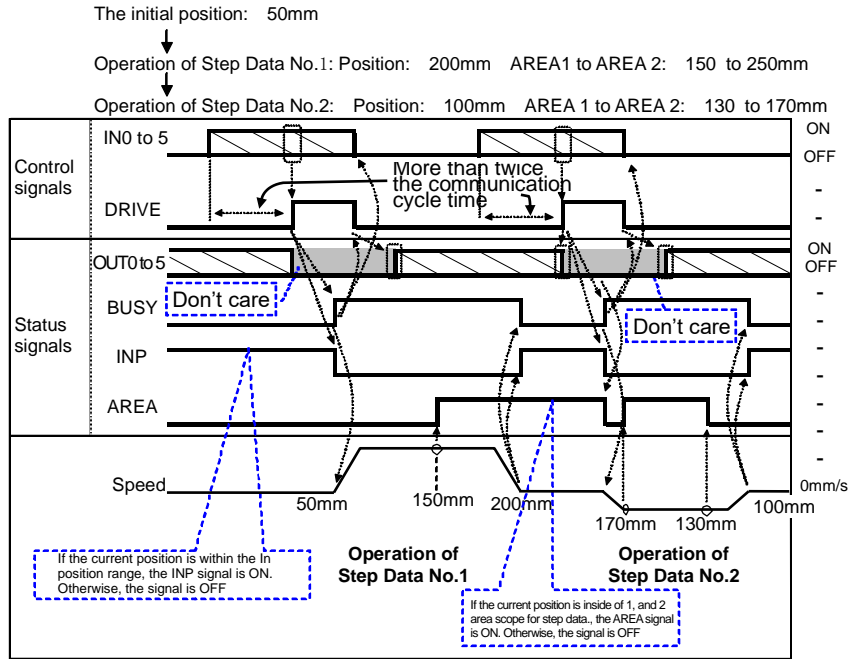 The initial position: 50mm
Operation of Step Data No.1: Position: 200mm AREA1 to AREA 2: 150 to 250mm
Operation of Step Data No.2: Position: 100mm AREA 1 to AREA 2: 130 to 170mm
Control
signals
IN0 to 5
ON
OFF
More than twice
the communication
cycle time
-
DRIVE
-
Status
signals
OUT0 to 5
ON
OFF
Don't care
-
BUSY
Don't care
-
-
INP
-
-
AREA
-
-
Speed
0mm/s
50mm
150mm
200mm
170mm
130mm
100mm
If the current position is within the In
position range, the INP signal is ON.
Otherwise, the signal is OFF
Operation of
Step Data No.1
Operation of
Step Data No.2
If the current position is inside of 1, and 2
area scope for step data., the AREA signal
is ON. Otherwise, the signal is OFF